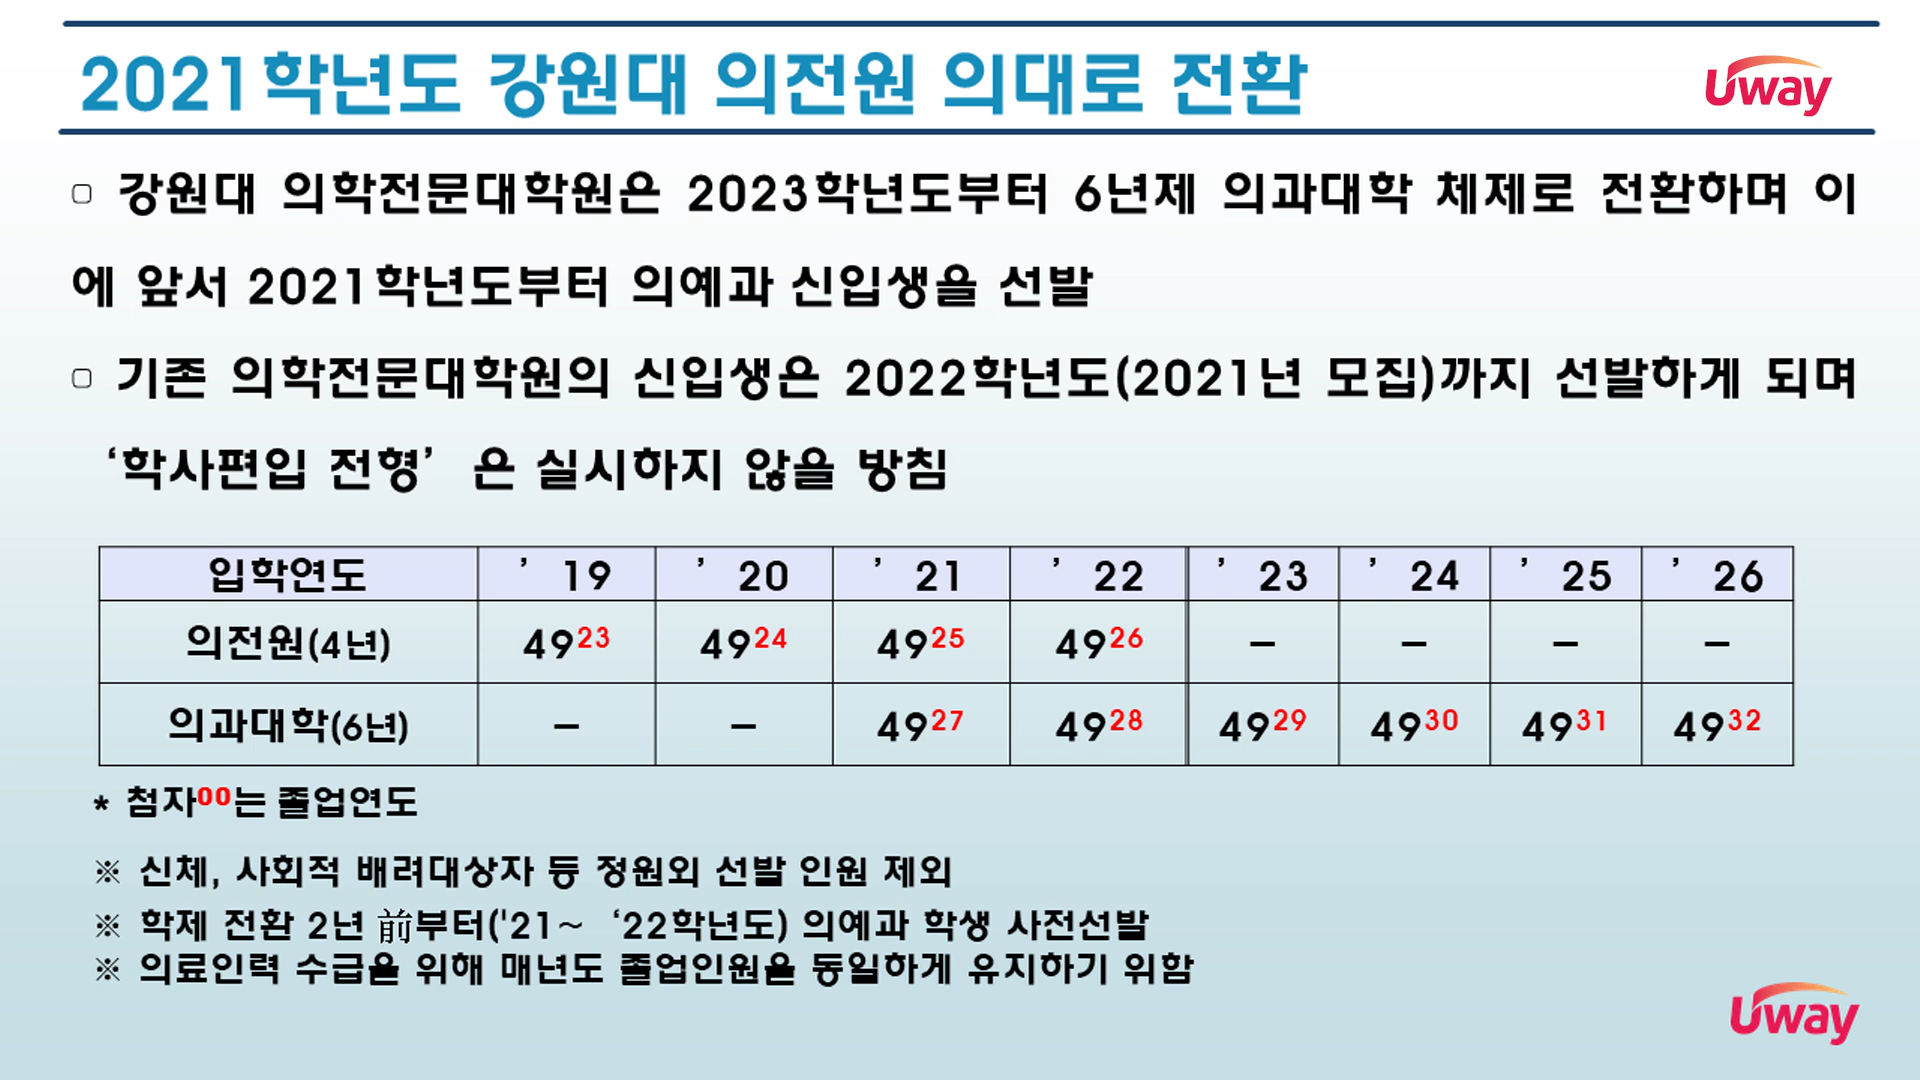 2021학년도 강원대 의전원 의대로 전환
Uway
▢ 강원대 의학전문대학원은 2023학년도부터 6년제 의과대학 체제로 전환하며 이
에 앞서 2021학년도부터 의예과 신입생을 선발
▢ 기존 의학전문대학원의 신입생은 2022학년도(2021년 모집)까지 선발하게 되며
‘학사편입 전형’ 은 실시하지 않을 방침
입학연도 ’19 ’20 ’21 ’22 ’23 ’24 ’25 ’26
의전원(4년) 49²³ 49²⁴ 49²⁵ 49²⁶ – – – –
의과대학(6년) – – 49²⁷ 49²⁸ 49²⁹ 49³⁰ 49³¹ 49³²
* 첨자⁰⁰는 졸업연도
※ 신체, 사회적 배려대상자 등 정원외 선발 인원 제외
※ 학제 전환 2년 前부터('21~ ‘22학년도) 의예과 학생 사전선발
※ 의료인력 수급을 위해 매년도 졸업인원을 동일하게 유지하기 위함
Uway